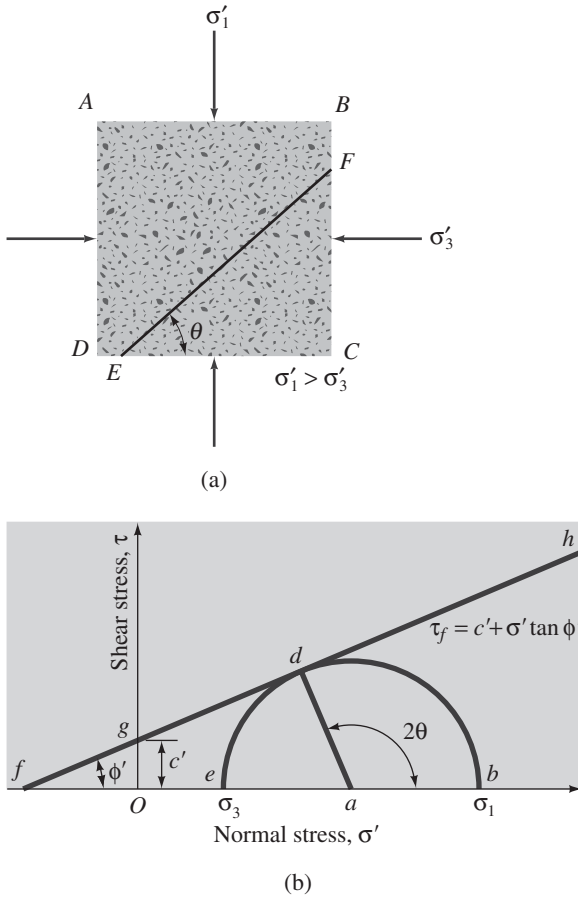 σ′₁
A
B
F
σ′₃
θ
D
E
C
σ′₁ > σ′₃
(a)
Shear stress, τ
h
τf = c′+ σ′ tan ϕ
d
g
2θ
f
ϕ′
c′
e
b
O
σ₃
a
σ₁
Normal stress, σ′
(b)